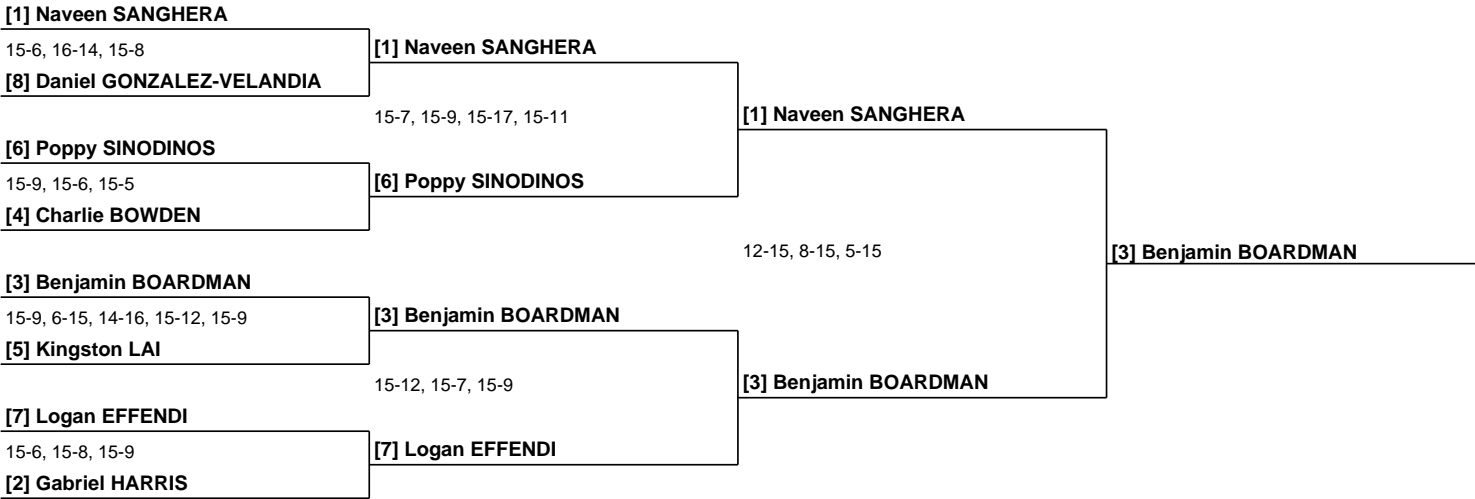 [1] Naveen SANGHERA
15-6, 16-14, 15-8
[8] Daniel GONZALEZ-VELANDIA
[6] Poppy SINODINOS
15-9, 15-6, 15-5
[4] Charlie BOWDEN
[3] Benjamin BOARDMAN
15-9, 6-15, 14-16, 15-12, 15-9
[5] Kingston LAI
[7] Logan EFFENDI
15-6, 15-8, 15-9
[2] Gabriel HARRIS
[1] Naveen SANGHERA
15-7, 15-9, 15-17, 15-11
[6] Poppy SINODINOS
[3] Benjamin BOARDMAN
15-12, 15-7, 15-9
[7] Logan EFFENDI
[1] Naveen SANGHERA
12-15, 8-15, 5-15
[3] Benjamin BOARDMAN
[3] Benjamin BOARDMAN